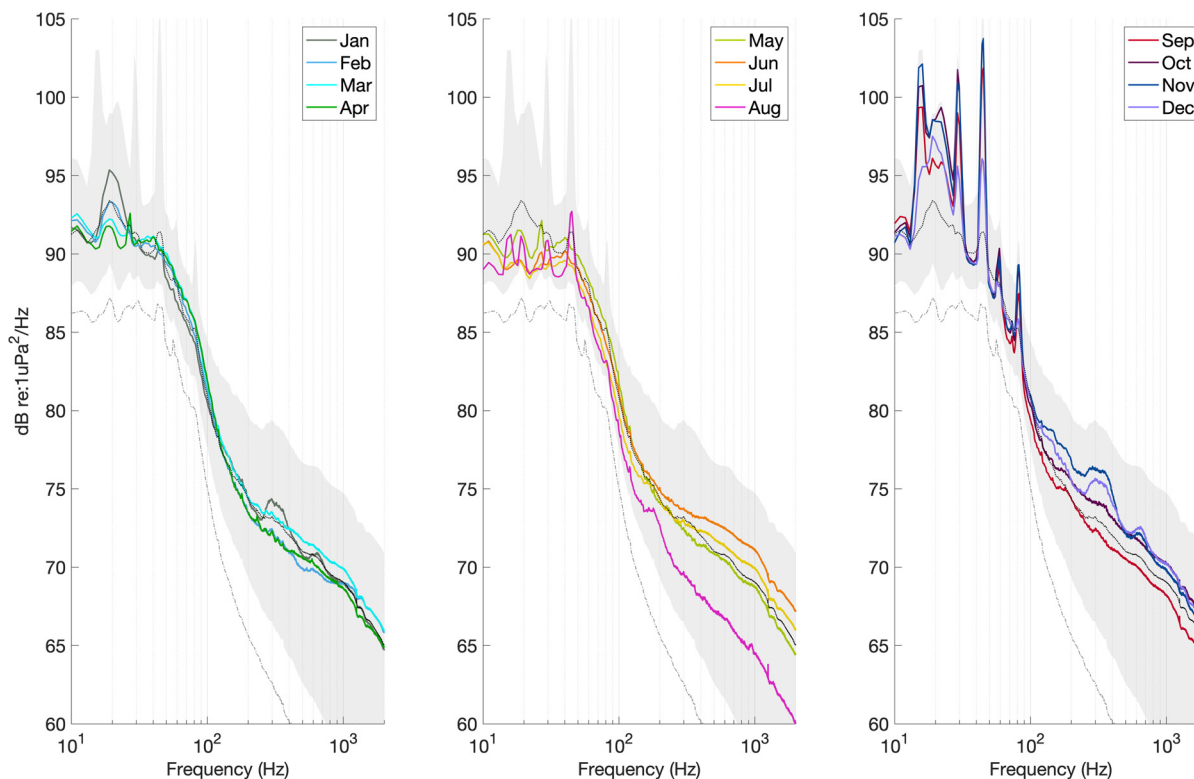 105
100
95
90
85
80
75
70
65
60
dB re:1uPa²/Hz
10¹
10²
10³
Frequency (Hz)
Jan
Feb
Mar
Apr
105
100
95
90
85
80
75
70
65
60
10¹
10²
10³
Frequency (Hz)
May
Jun
Jul
Aug
105
100
95
90
85
80
75
70
65
60
10¹
10²
10³
Frequency (Hz)
Sep
Oct
Nov
Dec